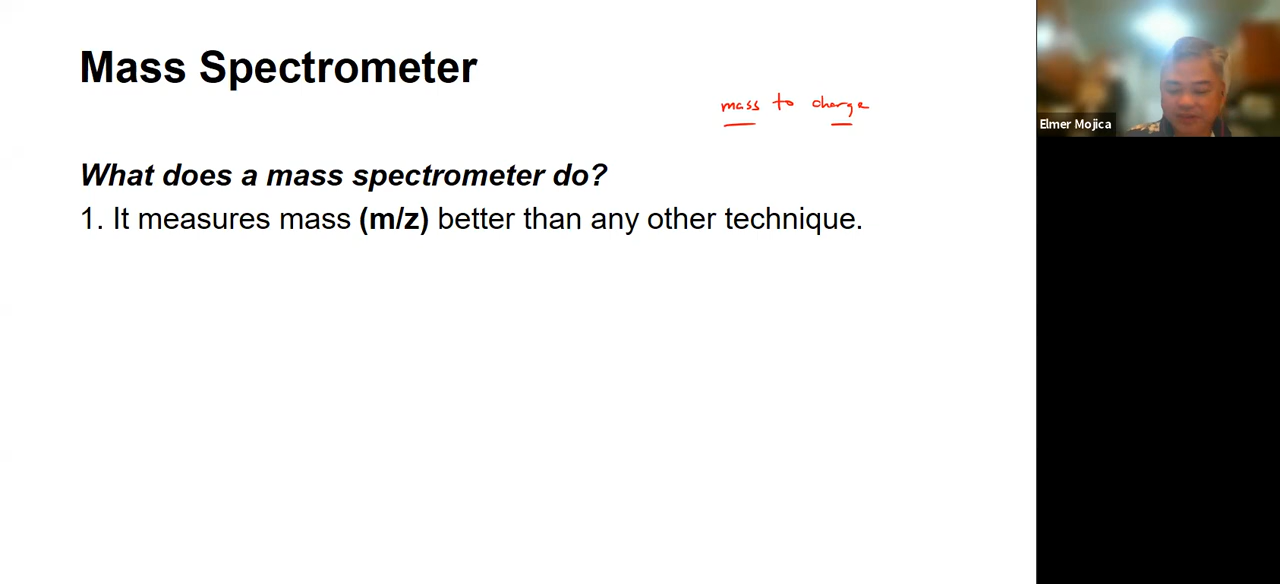 Mass Spectrometer
mass to charge
Elmer Mojica
What does a mass spectrometer do?
1. It measures mass (m/z) better than any other technique.